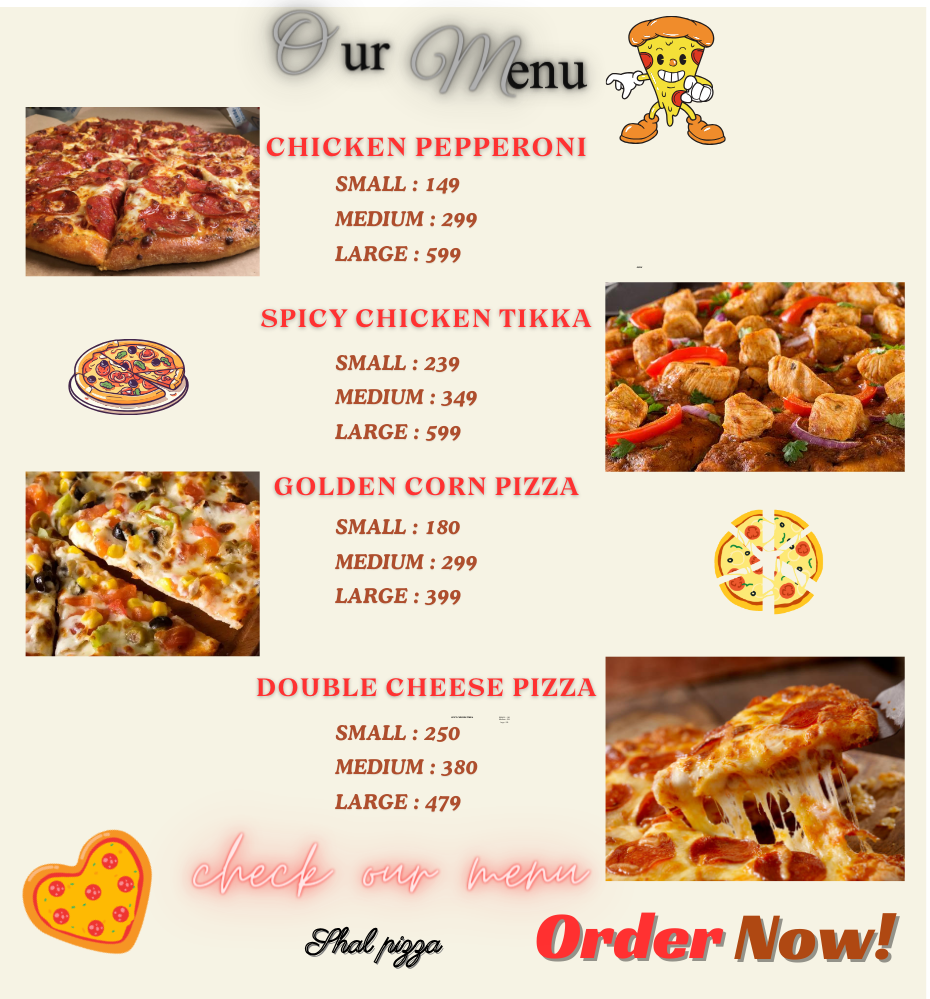 Our Menu
CHICKEN PEPPERONI
SMALL : 149
MEDIUM : 299
LARGE : 599
SPICY CHICKEN TIKKA
SMALL : 239
MEDIUM : 349
LARGE : 599
GOLDEN CORN PIZZA
SMALL : 180
MEDIUM : 299
LARGE : 399
DOUBLE CHEESE PIZZA
SMALL : 250
MEDIUM : 380
LARGE : 479
check our menu
Shal pizza
Order Now!